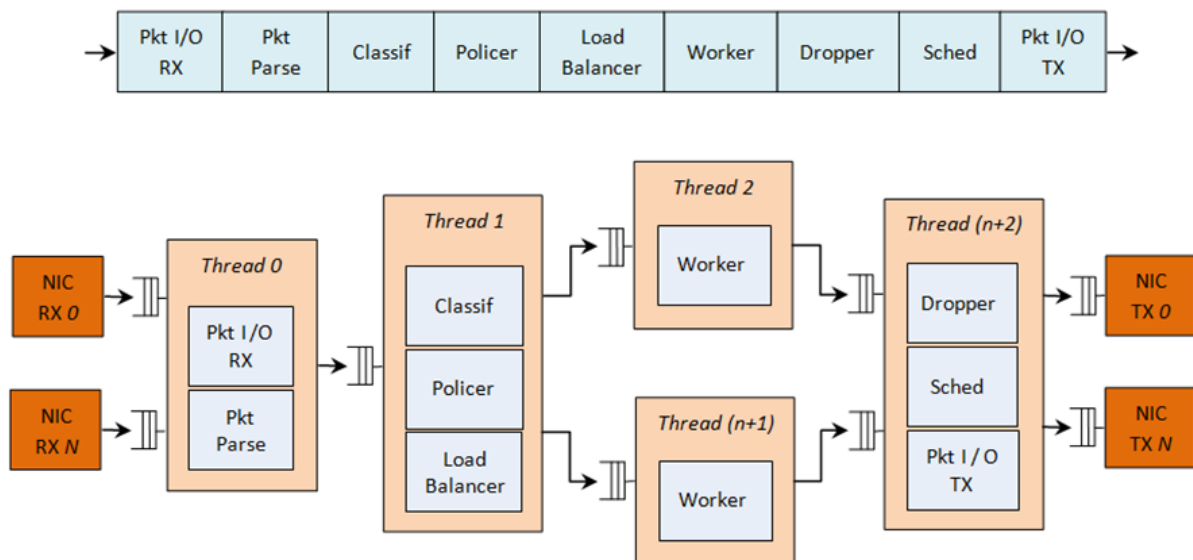 Pkt I/O
RX
Pkt
Parse
Classif
Policer
Load
Balancer
Worker
Dropper
Sched
Pkt I/O
TX
NIC
RX 0
NIC
RX N
Thread 0
Pkt I/O
RX
Pkt
Parse
Thread 1
Classif
Policer
Load
Balancer
Thread 2
Worker
Thread (n+1)
Worker
Thread (n+2)
Dropper
Sched
Pkt I / O
TX
NIC
TX 0
NIC
TX N